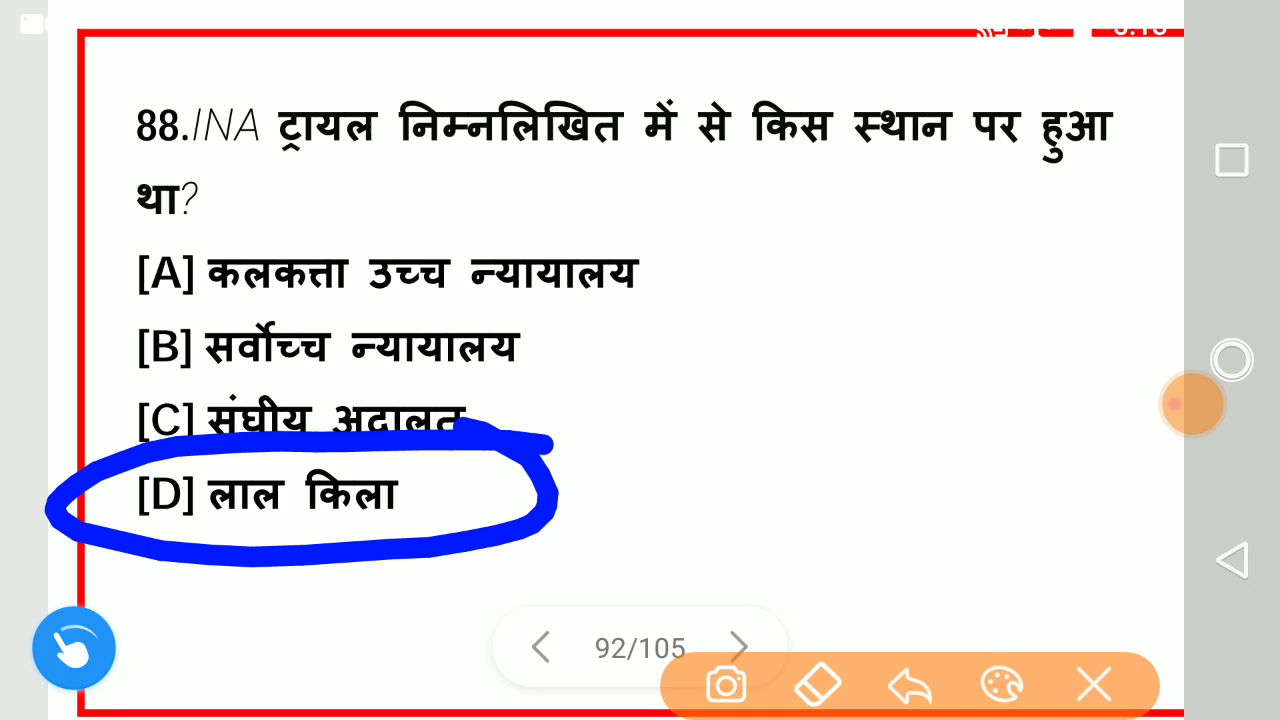 88.INA ट्रायल निम्नलिखित में से किस स्थान पर हुआ
था?
[A] कलकत्ता उच्च न्यायालय
[B] सर्वोच्च न्यायालय
[C] संघीय अदालत
[D] लाल किला
92/105